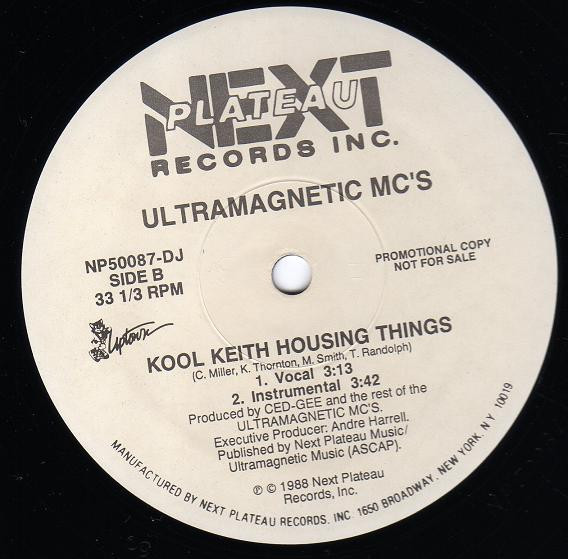 NEXT
PLATEAU
RECORDS INC.
ULTRAMAGNETIC MC'S
NP50087-DJ
SIDE B
33 1/3 RPM
PROMOTIONAL COPY
NOT FOR SALE
Uptown
KOOL KEITH HOUSING THINGS
(C. Miller, K. Thornton, M. Smith, T. Randolph)
1. Vocal 3:13
2. Instrumental 3:42
Produced by CED-GEE and the rest of the
ULTRAMAGNETIC MC'S.
Executive Producer: Andre Harrell.
Published by Next Plateau Music/
Ultramagnetic Music (ASCAP).
℗ © 1988 Next Plateau
Records, Inc.
MANUFACTURED BY NEXT PLATEAU RECORDS, INC. 1650 BROADWAY, NEW YORK, N.Y. 10019